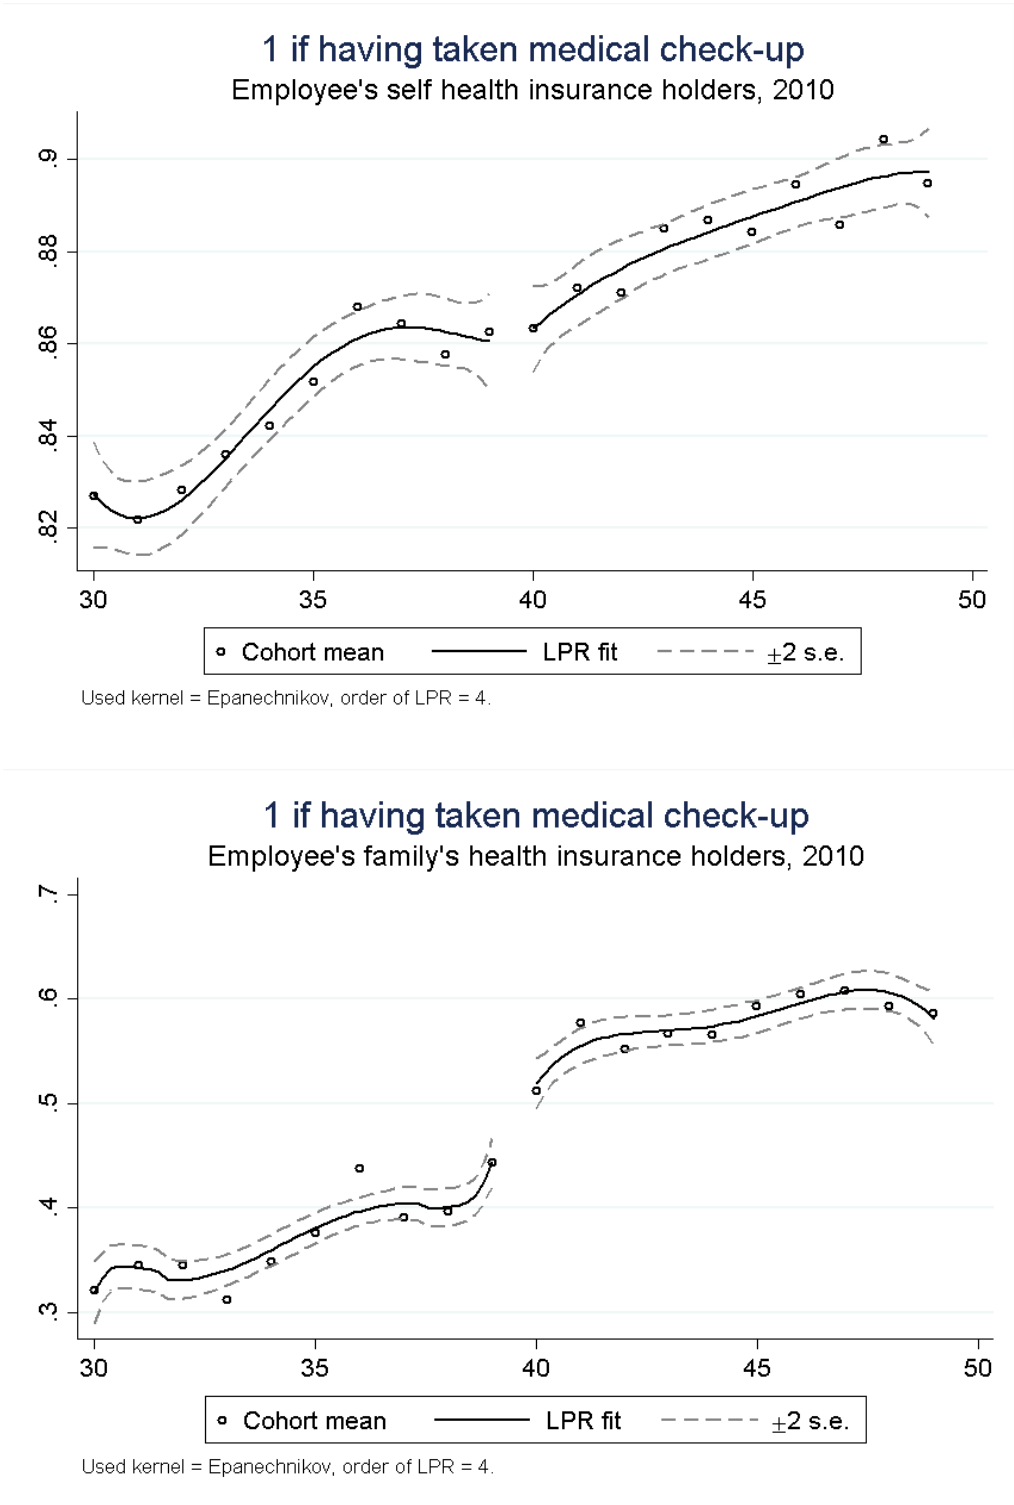 1 if having taken medical check-up
Employee's self health insurance holders, 2010
.9
.88
.86
.84
.82
30 35 40 45 50
Cohort mean LPR fit ±2 s.e.
Used kernel = Epanechnikov, order of LPR = 4.
1 if having taken medical check-up
Employee's family's health insurance holders, 2010
.7
.6
.5
.4
.3
30 35 40 45 50
Cohort mean LPR fit ±2 s.e.
Used kernel = Epanechnikov, order of LPR = 4.